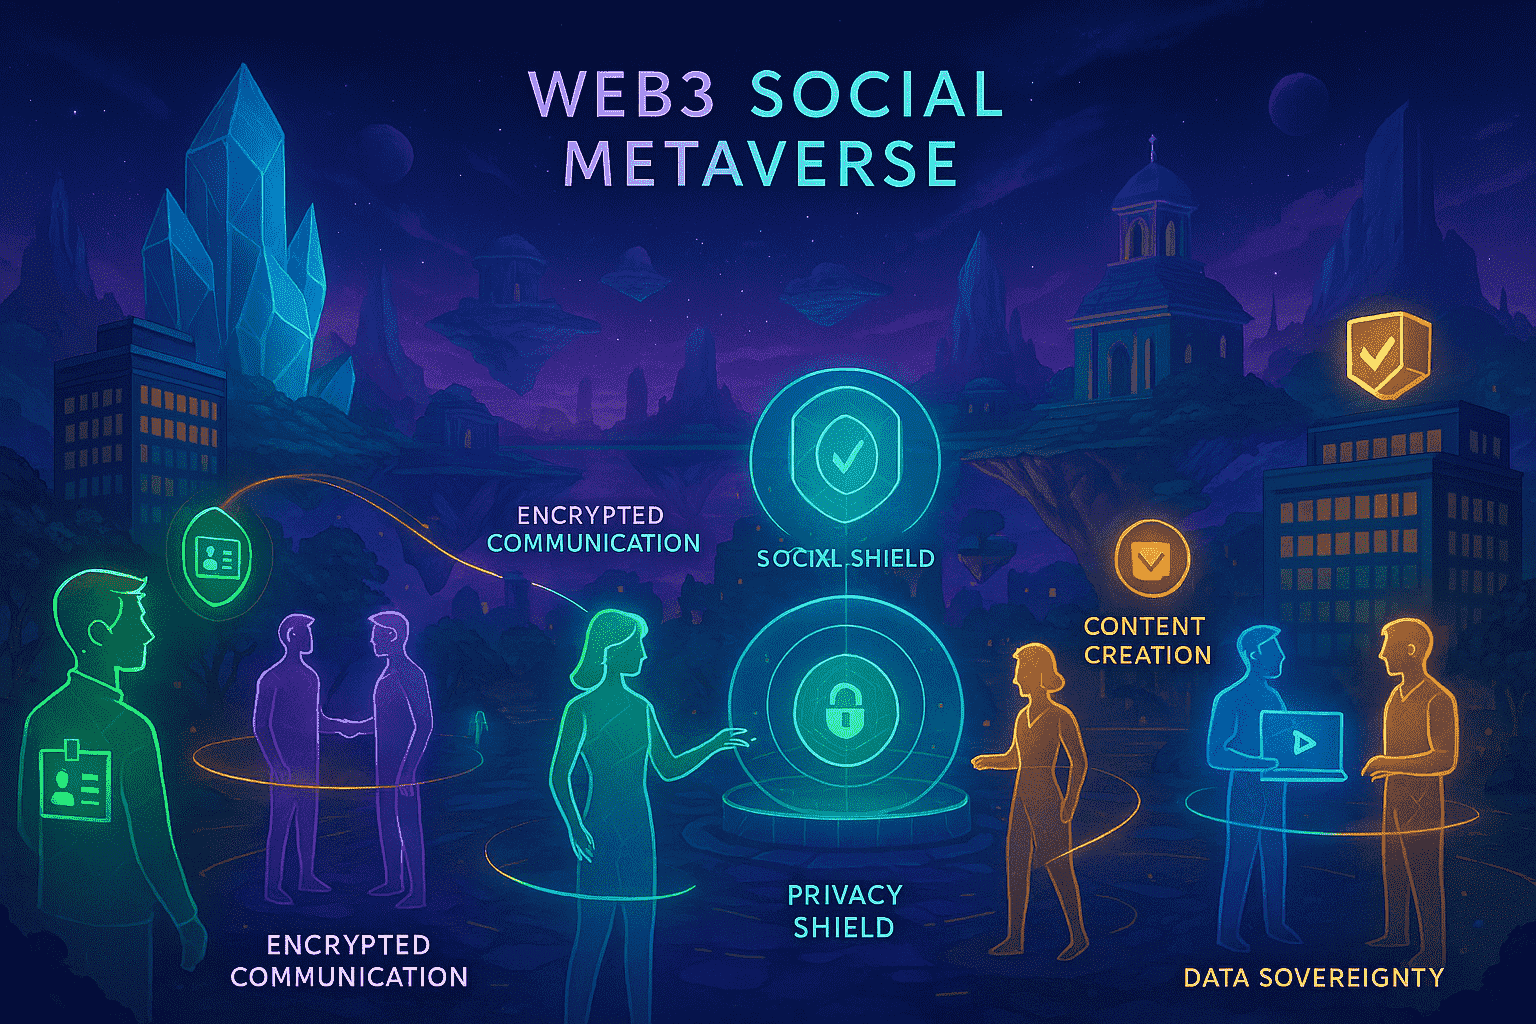 WEB3 SOCIAL
METAVERSE
ENCRYPTED
COMMUNICATION
SOCIXL SHIELD
CONTENT
CREATION
PRIVACY
SHIELD
ENCRYPTED
COMMUNICATION
DATA SOVEREIGNTY